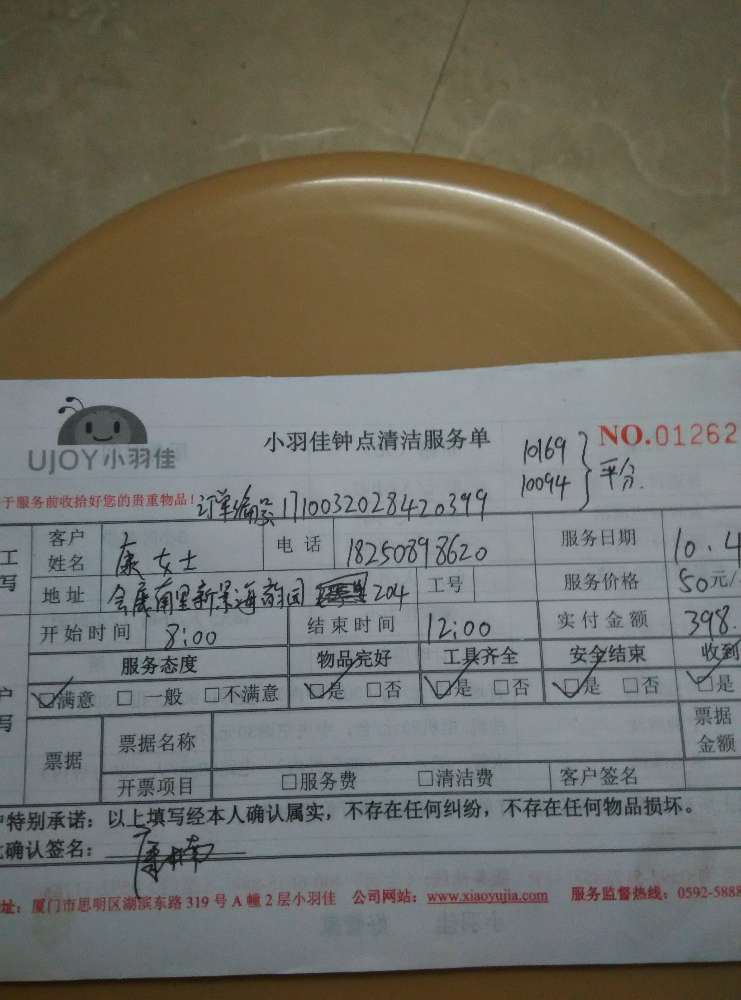 UJOY小羽佳
小羽佳钟点清洁服务单
10169
10094 平分
NO.01262
于服务前收拾好您的贵重物品！订单编号 1710032028420399
工 客户姓名 康女士 电话 18250898620 服务日期 10.4
写 地址 会展南里新景海韵园 204 工号 服务价格 50元/
开始时间 8:00 结束时间 12:00 实付金额 398.
服务态度 物品完好 工具齐全 安全结束 收到
户 ☑满意 □一般 □不满意 ☑是 □否 ☑是 □否 ☑是 □否 ☑是
写 票据 票据名称 票据金额
开票项目 □服务费 □清洁费 客户签名
户特别承诺：以上填写经本人确认属实，不存在任何纠纷，不存在任何物品损坏。
确认签名：
址：厦门市思明区湖滨东路 319 号 A 幢 2 层小羽佳 公司网站：www.xiaoyujia.com 服务监督热线：0592-5888